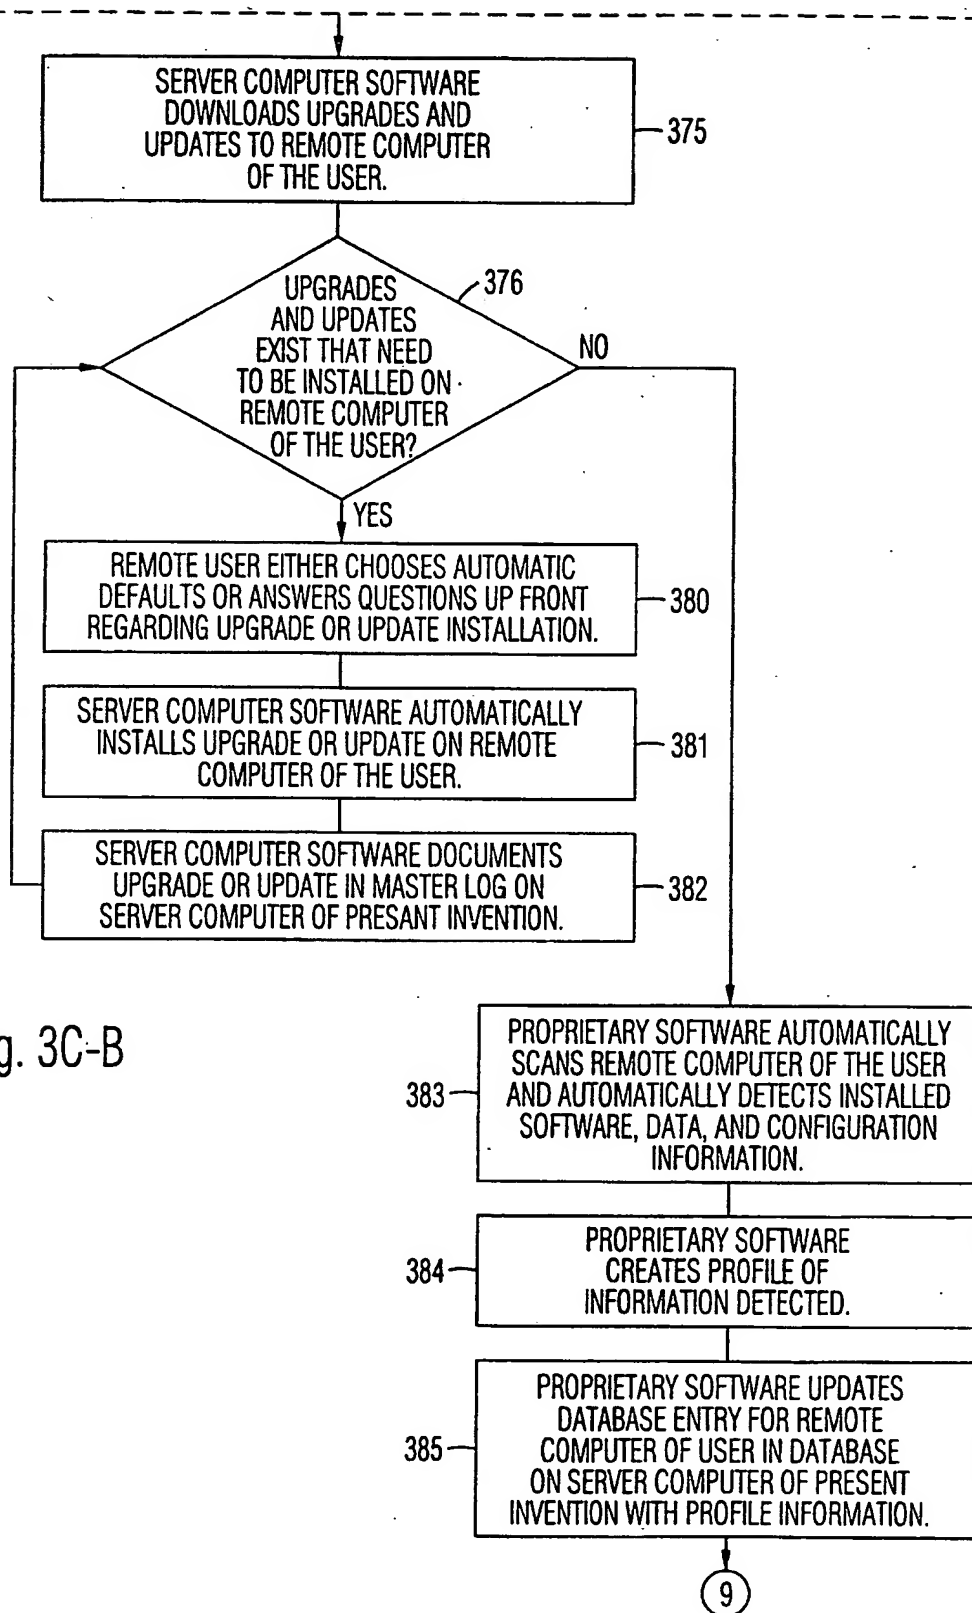 SERVER COMPUTER SOFTWARE
DOWNLOADS UPGRADES AND
UPDATES TO REMOTE COMPUTER
OF THE USER.
375
UPGRADES
AND UPDATES
EXIST THAT NEED
TO BE INSTALLED ON
REMOTE COMPUTER
OF THE USER?
376
NO
YES
REMOTE USER EITHER CHOOSES AUTOMATIC
DEFAULTS OR ANSWERS QUESTIONS UP FRONT
REGARDING UPGRADE OR UPDATE INSTALLATION.
380
SERVER COMPUTER SOFTWARE AUTOMATICALLY
INSTALLS UPGRADE OR UPDATE ON REMOTE
COMPUTER OF THE USER.
381
SERVER COMPUTER SOFTWARE DOCUMENTS
UPGRADE OR UPDATE IN MASTER LOG ON
SERVER COMPUTER OF PRESANT INVENTION.
382
g. 3C-B
PROPRIETARY SOFTWARE AUTOMATICALLY
SCANS REMOTE COMPUTER OF THE USER
AND AUTOMATICALLY DETECTS INSTALLED
SOFTWARE, DATA, AND CONFIGURATION
INFORMATION.
383
PROPRIETARY SOFTWARE
CREATES PROFILE OF
INFORMATION DETECTED.
384
PROPRIETARY SOFTWARE UPDATES
DATABASE ENTRY FOR REMOTE
COMPUTER OF USER IN DATABASE
ON SERVER COMPUTER OF PRESENT
INVENTION WITH PROFILE INFORMATION.
385
9